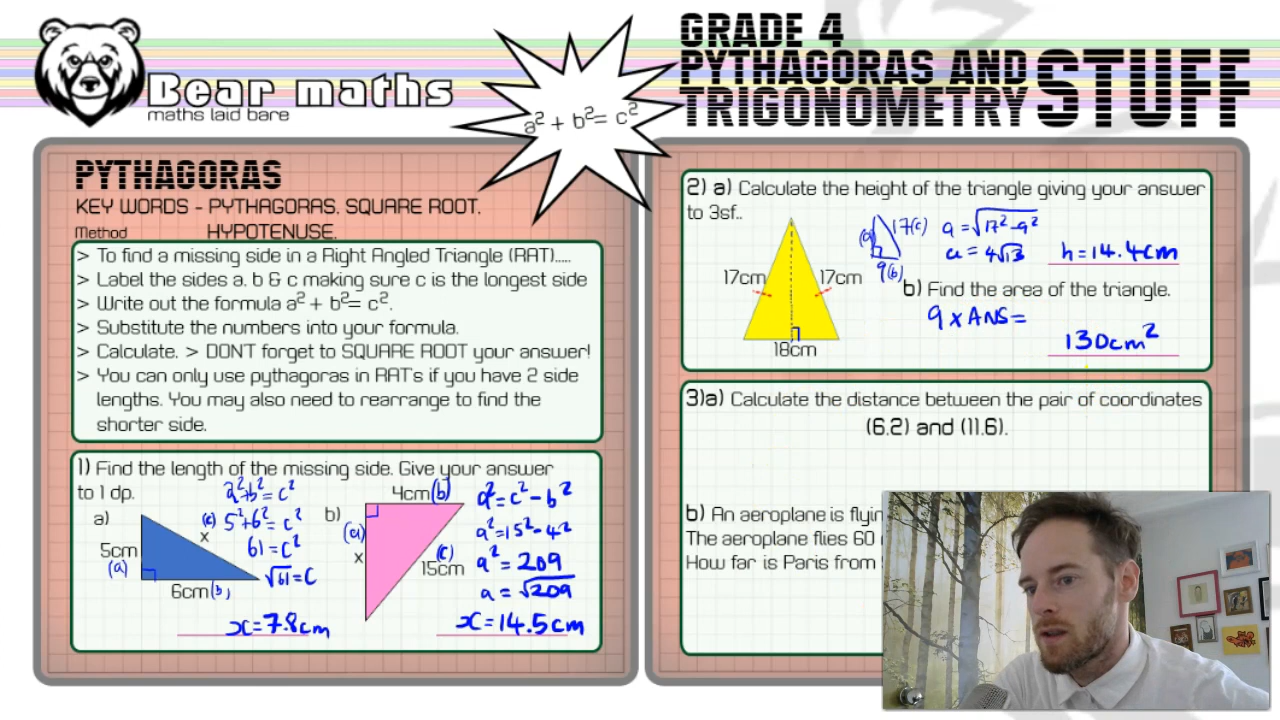 Bear maths
maths laid bare
a² + b² = c²
GRADE 4
PYTHAGORAS AND
TRIGONOMETRY
STUFF
PYTHAGORAS
KEY WORDS - PYTHAGORAS, SQUARE ROOT,
HYPOTENUSE.
Method
> To find a missing side in a Right Angled Triangle (RAT).....
> Label the sides a, b & c making sure c is the longest side
> Write out the formula a² + b² = c².
> Substitute the numbers into your formula.
> Calculate. > DON'T forget to SQUARE ROOT your answer!
> You can only use pythagoras in RAT's if you have 2 side
lengths. You may also need to rearrange to find the
shorter side.
1) Find the length of the missing side. Give your answer
to 1 dp.
a)
5cm
(a)
6cm(b)
(c)
x
a²+b²=c²
5²+6²=c²
61=c²
√61=c
x=7.8cm
b)
4cm(b)
(a)
x
(c)
15cm
a²=c²-b²
a²=15²-4²
a²=209
a=√209
x=14.5cm
2) a) Calculate the height of the triangle giving your answer
to 3sf..
17cm
17cm
18cm
(a)
17(c)
9(b)
a=√17²-9²
a=4√13
h=14.4cm
b) Find the area of the triangle.
9×ANS=
130cm²
3)a) Calculate the distance between the pair of coordinates
(6,2) and (11,6).
b) An aeroplane is flyin
The aeroplane flies 60
How far is Paris from